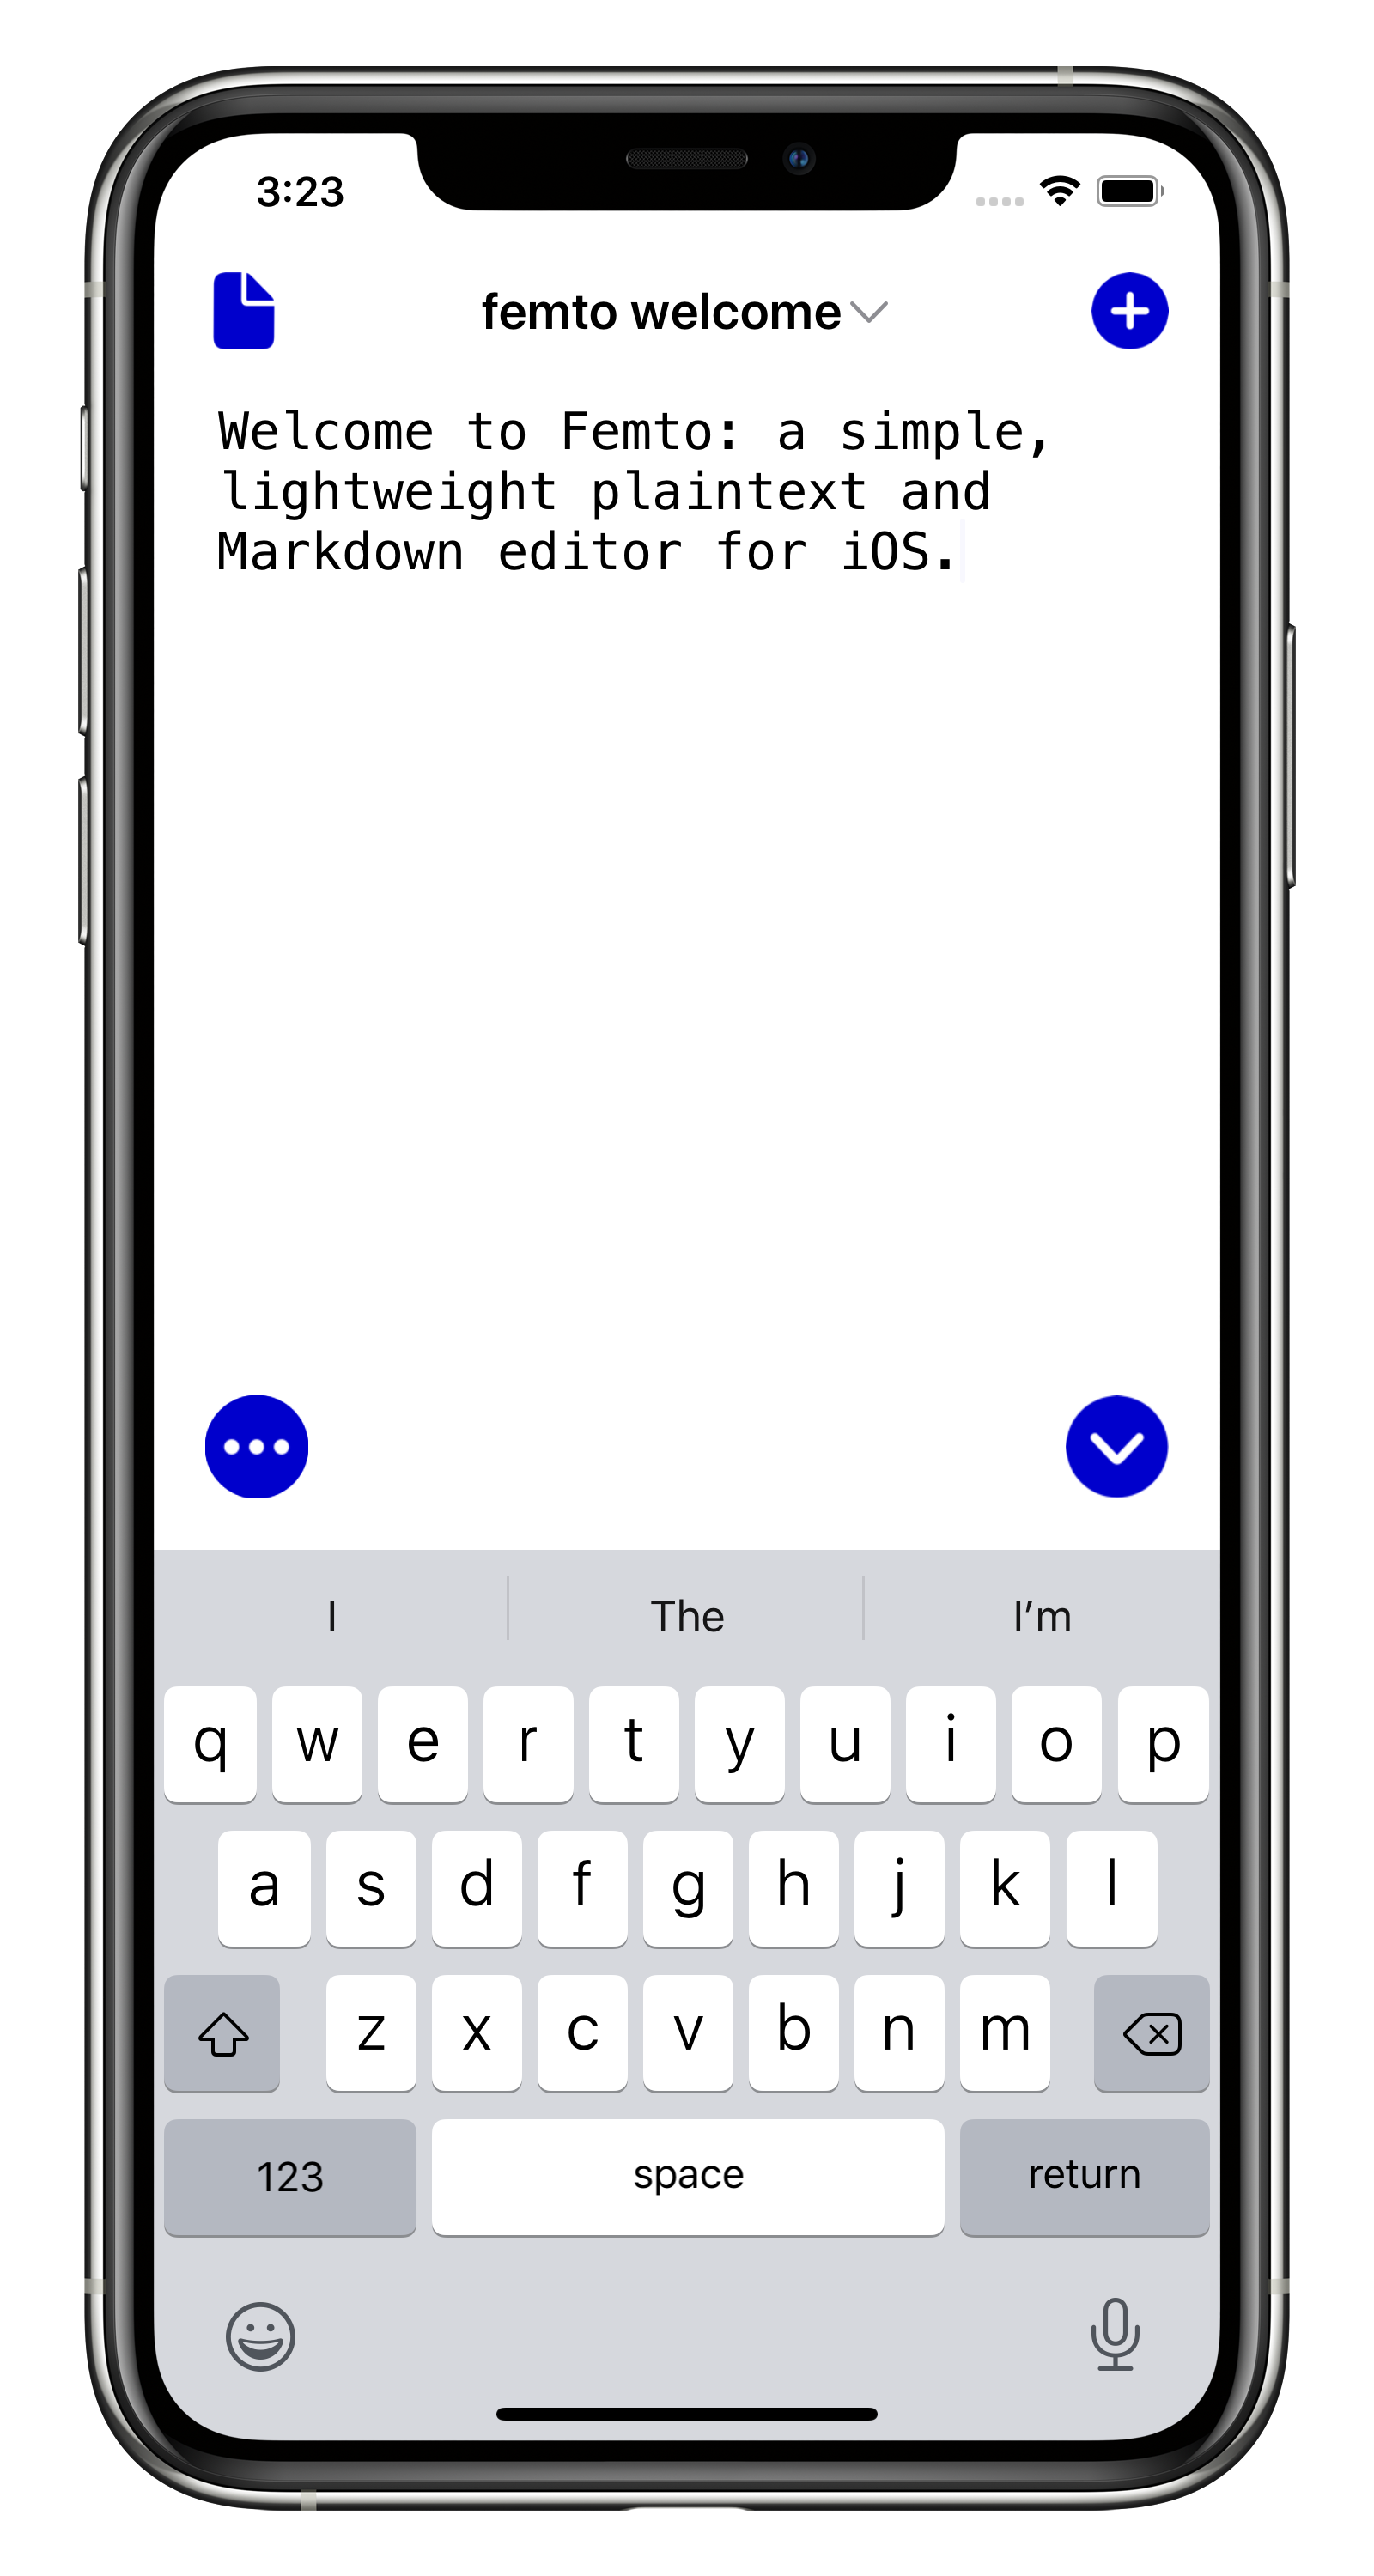 3:23
femto welcome
Welcome to Femto: a simple,
lightweight plaintext and
Markdown editor for iOS.
I The I’m
q w e r t y u i o p
a s d f g h j k l
z x c v b n m
123 space return